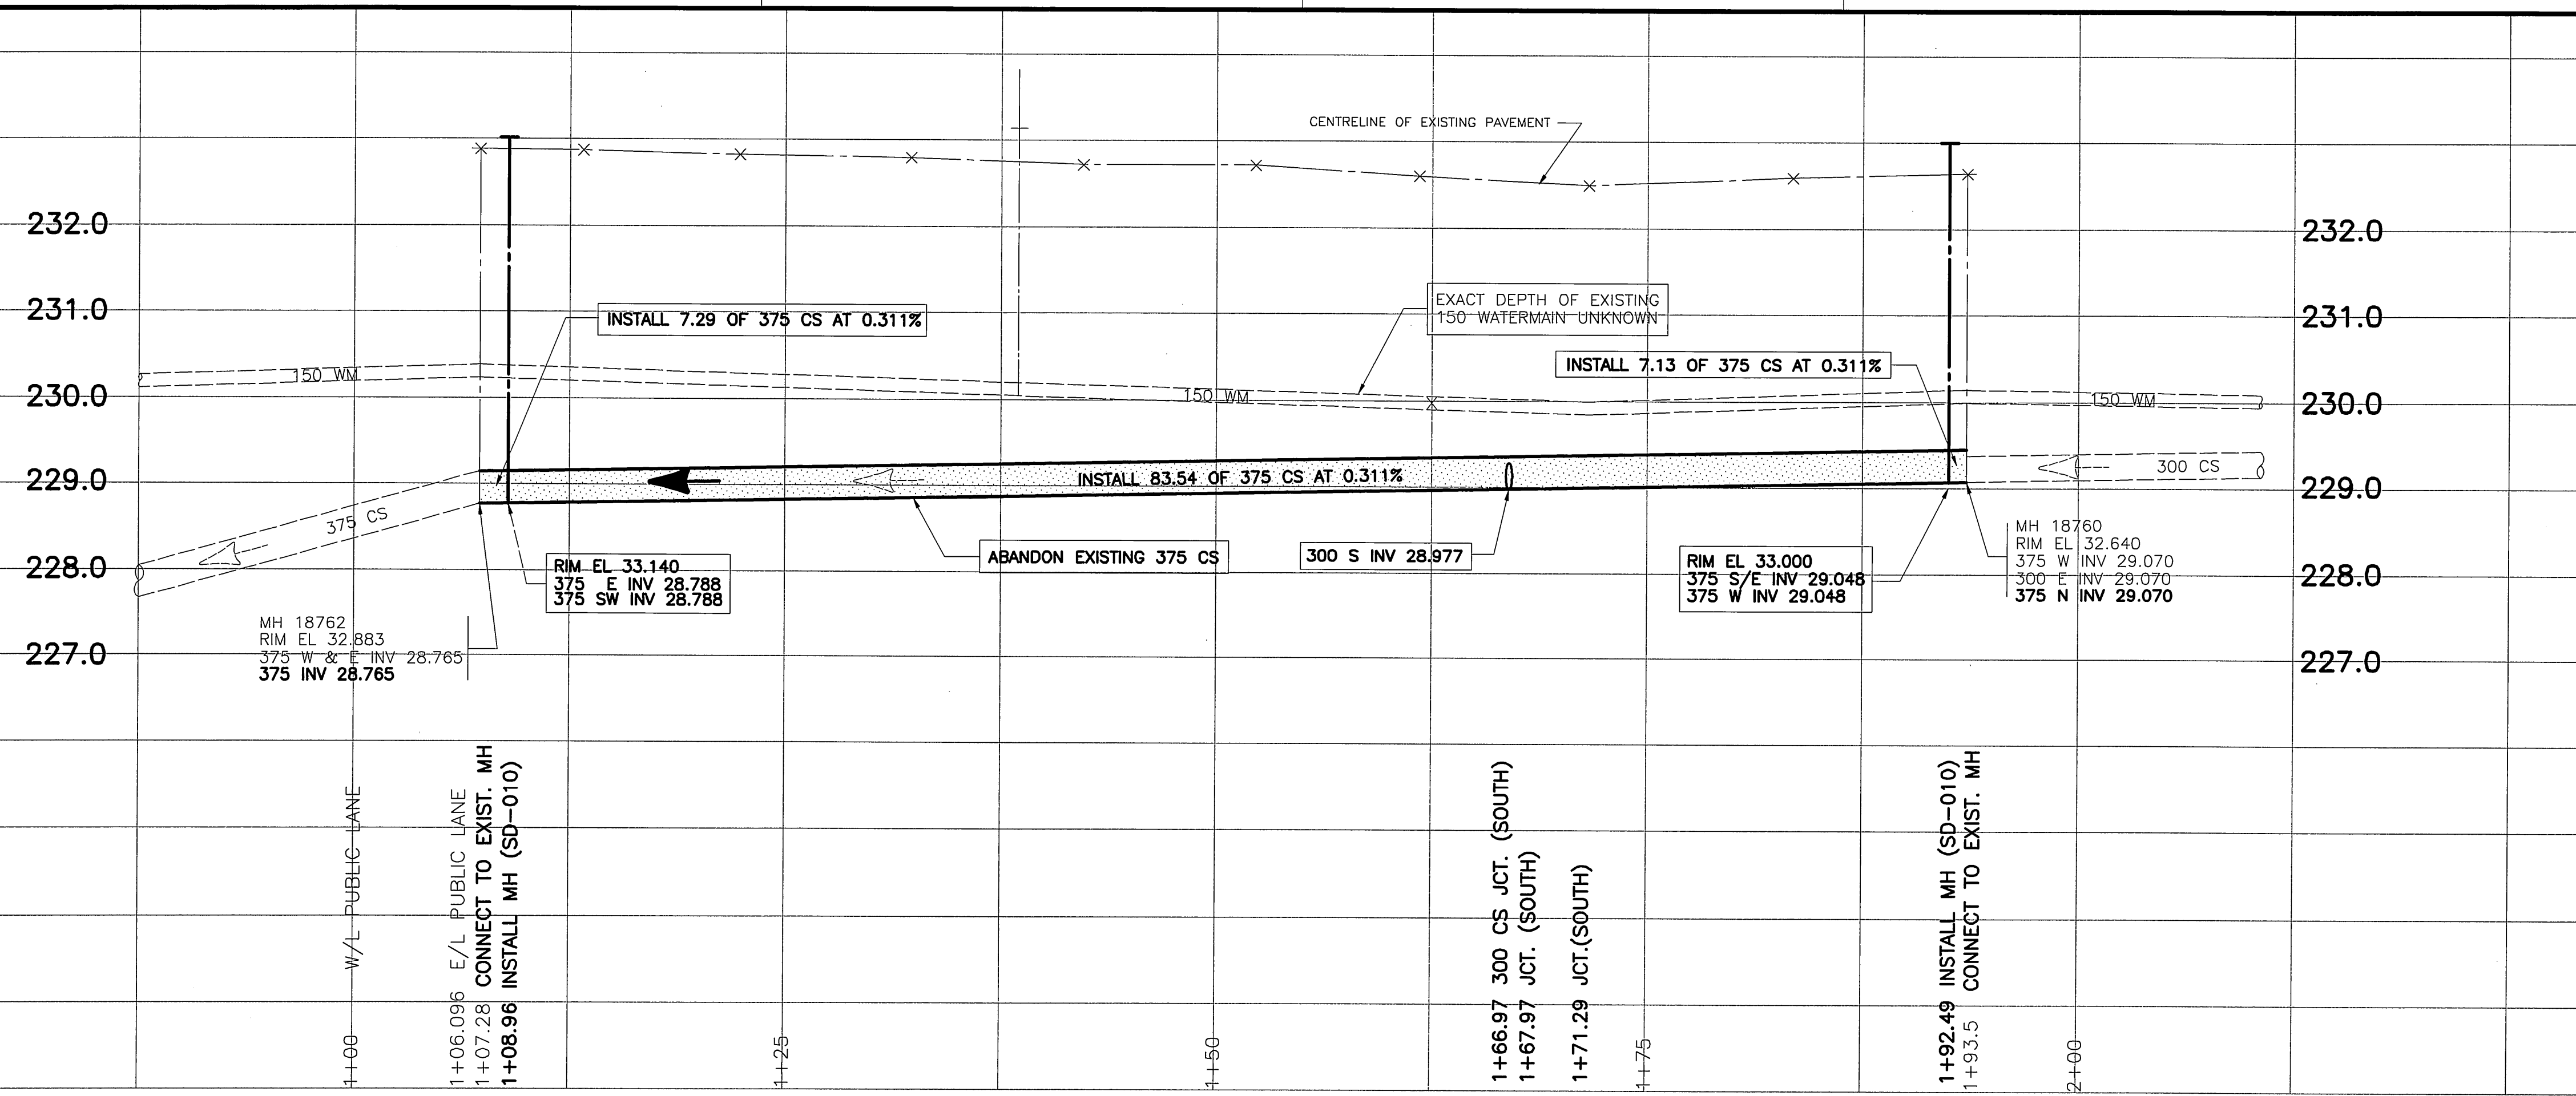 CENTRELINE OF EXISTING PAVEMENT
232.0
232.0
231.0
231.0
INSTALL 7.29 OF 375 CS AT 0.311%
EXACT DEPTH OF EXISTING
150 WATERMAIN UNKNOWN
INSTALL 7.13 OF 375 CS AT 0.311%
150 WM
150 WM
150 WM
230.0
230.0
229.0
229.0
INSTALL 83.54 OF 375 CS AT 0.311%
300 CS
375 CS
228.0
228.0
RIM EL 33.140
375 E INV 28.788
375 SW INV 28.788
ABANDON EXISTING 375 CS
300 S INV 28.977
RIM EL 33.000
375 S/E INV 29.048
375 W INV 29.048
MH 18760
RIM EL 32.640
375 W INV 29.070
300 E INV 29.070
375 N INV 29.070
MH 18762
RIM EL 32.883
375 W & E INV 28.765
375 INV 28.765
227.0
227.0
W/L PUBLIC LANE
1+00
1+06.096 E/L PUBLIC LANE
1+07.28 CONNECT TO EXIST. MH
1+08.96 INSTALL MH (SD-010)
1+25
1+50
1+66.97 300 CS JCT. (SOUTH)
1+67.97 JCT. (SOUTH)
1+71.29 JCT.(SOUTH)
1+75
1+92.49 INSTALL MH (SD-010)
1+93.5 CONNECT TO EXIST. MH
2+00